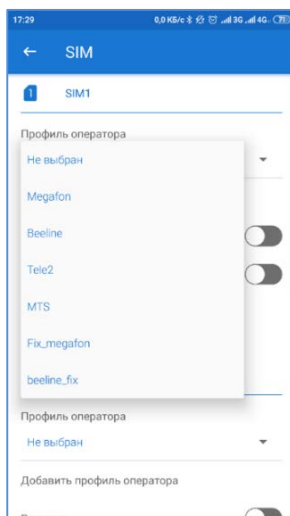 17:29 0,0 КБ/с 3G 4G
SIM
1 SIM1
Профиль оператора
Не выбран
Megafon
Beeline
Tele2
MTS
Fix_megafon
beeline_fix
Профиль оператора
Не выбран
Добавить профиль оператора